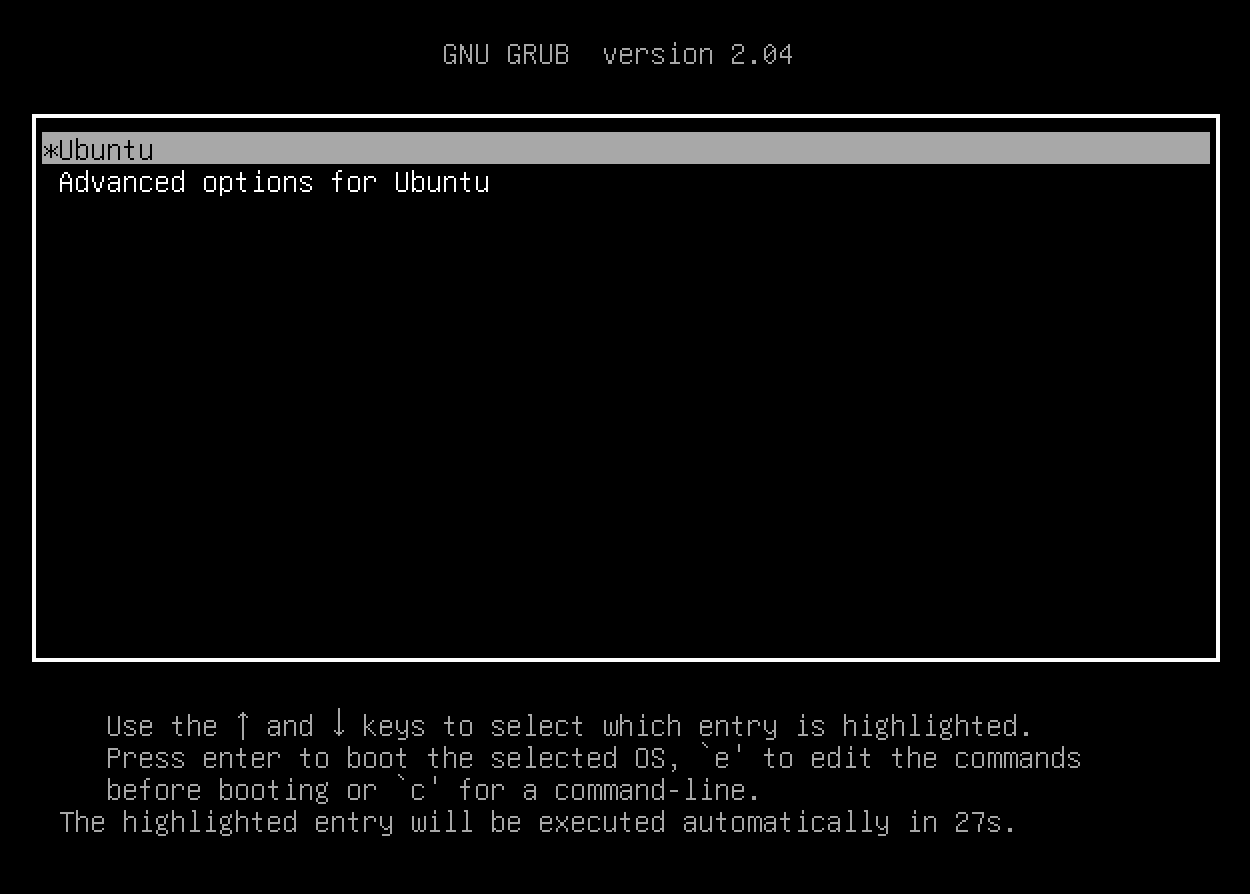 GNU GRUB  version 2.04
*Ubuntu
Advanced options for Ubuntu
Use the ↑ and ↓ keys to select which entry is highlighted.
Press enter to boot the selected OS, `e' to edit the commands
before booting or `c' for a command-line.
The highlighted entry will be executed automatically in 27s.